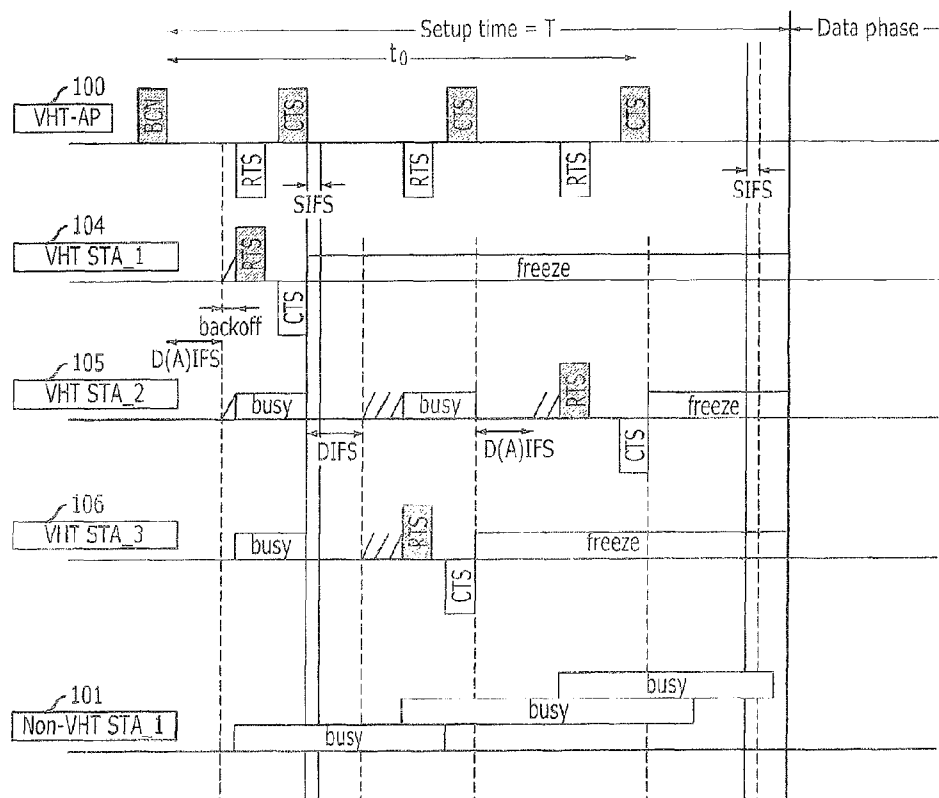 Setup time = T
Data phase
t0
100
VHT-AP
BCN
CTS
CTS
CTS
RTS
RTS
RTS
SIFS
SIFS
104
VHT STA_1
RTS
freeze
CTS
backoff
D(A)IFS
105
VHT STA_2
busy
busy
RTS
freeze
DIFS
D(A)IFS
CTS
106
VHT STA_3
busy
RTS
freeze
CTS
101
Non-VHT STA_1
busy
busy
busy